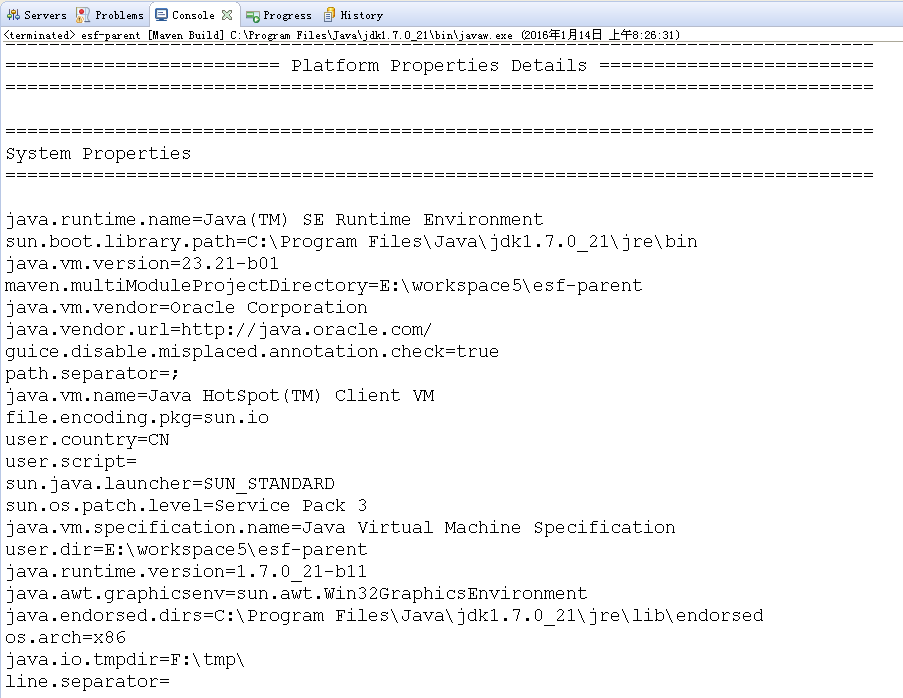 Servers Problems Console Progress History
<terminated> esf-parent [Maven Build] C:\Program Files\Java\jdk1.7.0_21\bin\javaw.exe (2016年1月14日 上午8:26:31)
===============================================================================
========================= Platform Properties Details =========================
===============================================================================
===============================================================================
System Properties
===============================================================================
java.runtime.name=Java(TM) SE Runtime Environment
sun.boot.library.path=C:\Program Files\Java\jdk1.7.0_21\jre\bin
java.vm.version=23.21-b01
maven.multiModuleProjectDirectory=E:\workspace5\esf-parent
java.vm.vendor=Oracle Corporation
java.vendor.url=http://java.oracle.com/
guice.disable.misplaced.annotation.check=true
path.separator=;
java.vm.name=Java HotSpot(TM) Client VM
file.encoding.pkg=sun.io
user.country=CN
user.script=
sun.java.launcher=SUN_STANDARD
sun.os.patch.level=Service Pack 3
java.vm.specification.name=Java Virtual Machine Specification
user.dir=E:\workspace5\esf-parent
java.runtime.version=1.7.0_21-b11
java.awt.graphicsenv=sun.awt.Win32GraphicsEnvironment
java.endorsed.dirs=C:\Program Files\Java\jdk1.7.0_21\jre\lib\endorsed
os.arch=x86
java.io.tmpdir=F:\tmp\
line.separator=